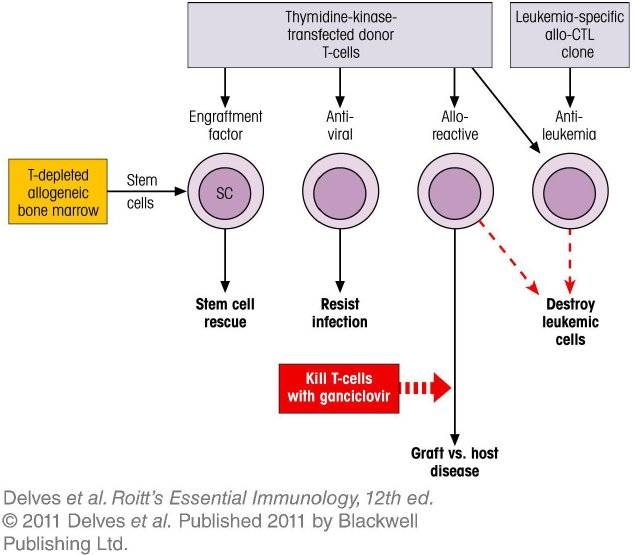 Thymidine-kinase-
transfected donor
T-cells
Leukemia-specific
allo-CTL
clone
Engraftment
factor
Anti-
viral
Allo-
reactive
Anti-
leukemia
T-depleted
allogeneic
bone marrow
Stem
cells
SC
Stem cell
rescue
Resist
infection
Destroy
leukemic
cells
Kill T-cells
with ganciclovir
Graft vs. host
disease
Delves et al. Roitt's Essential Immunology, 12th ed.
© 2011 Delves et al. Published 2011 by Blackwell
Publishing Ltd.